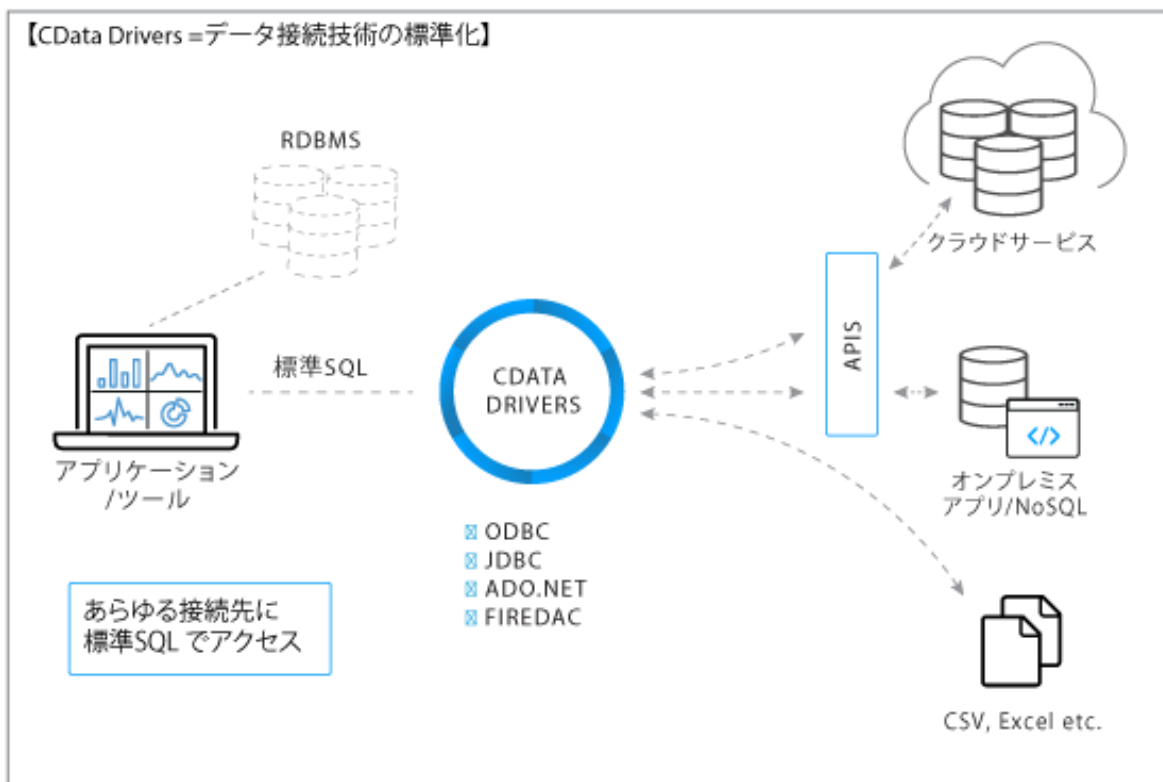 【CData Drivers =データ接続技術の標準化】
RDBMS
クラウドサービス
APIS
標準SQL
CDATA
DRIVERS
アプリケーション
/ツール
オンプレミス
アプリ/NoSQL
</>
ODBC
JDBC
ADO.NET
FIREDAC
あらゆる接続先に
標準SQL でアクセス
CSV, Excel etc.